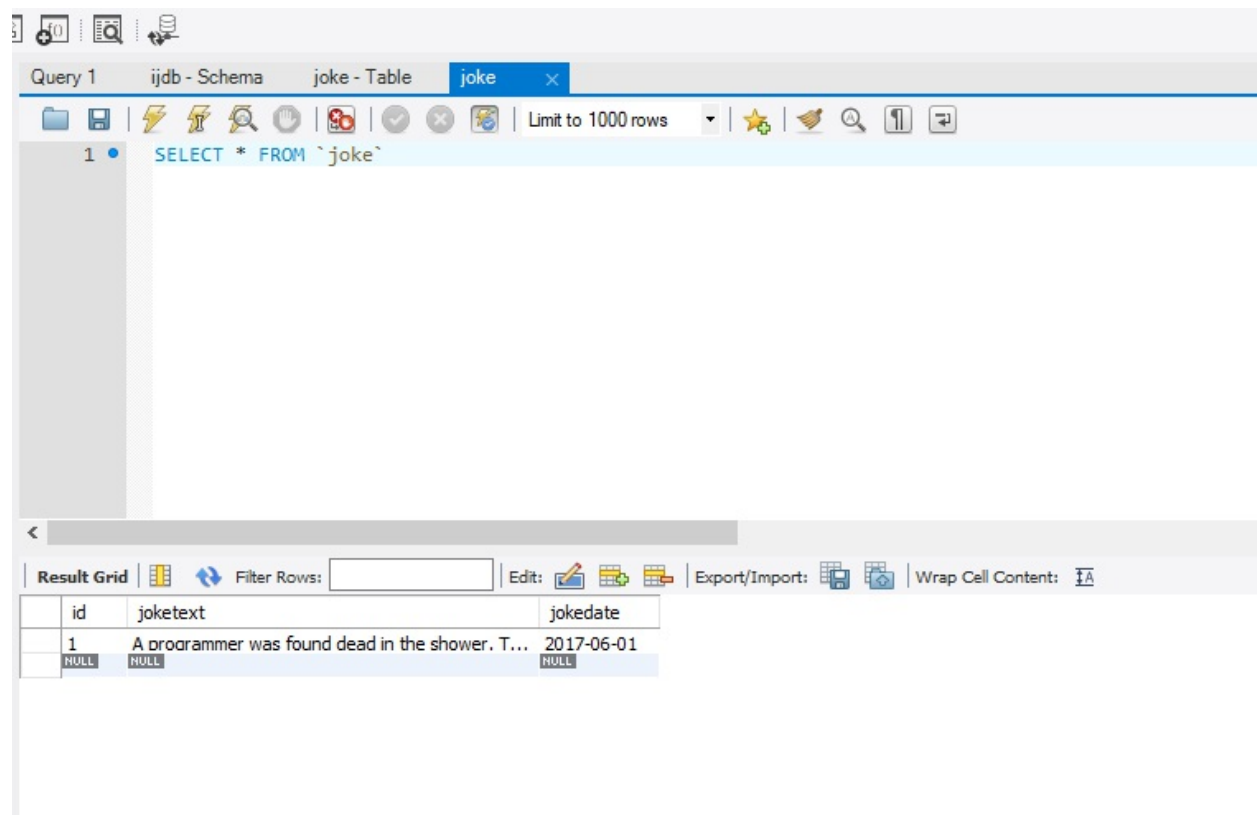 f()
Query 1 ijdb - Schema joke - Table joke
Limit to 1000 rows
1 SELECT * FROM `joke`
Result Grid Filter Rows: Edit: Export/Import: Wrap Cell Content: IA
id joketext jokedate
1 A programmer was found dead in the shower. T... 2017-06-01
NULL NULL NULL